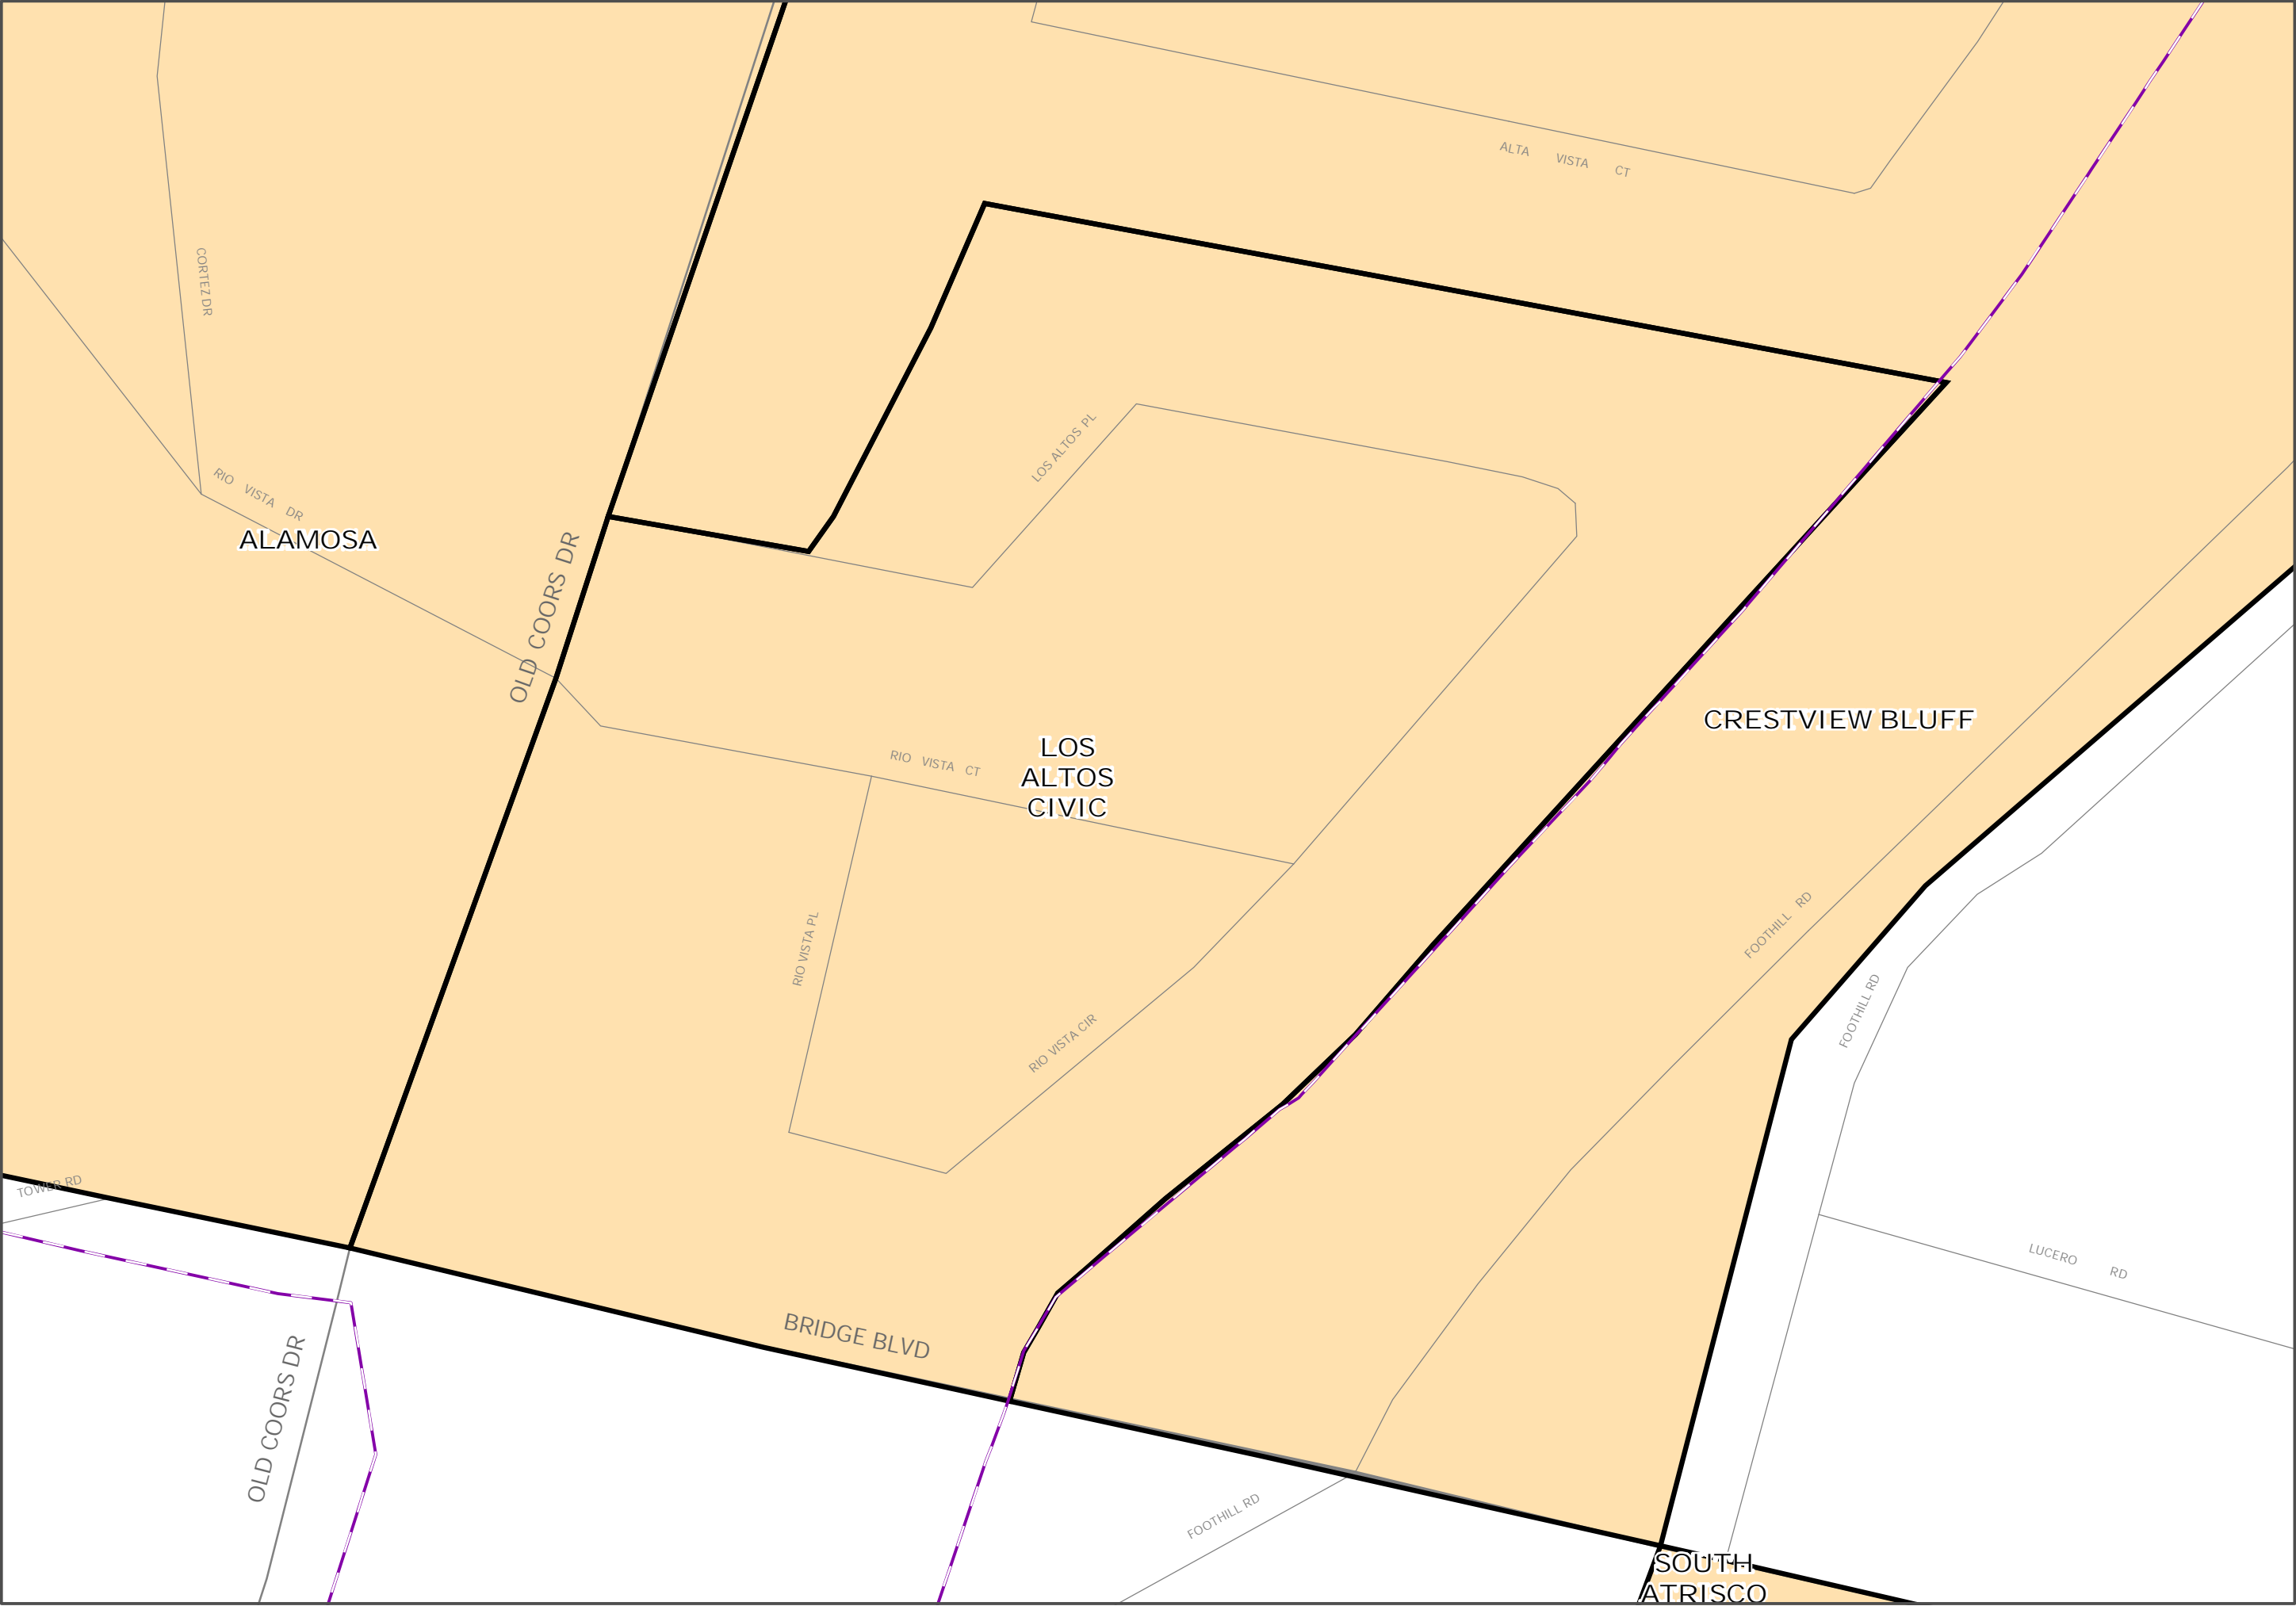 ALTA VISTA CT
CORTEZ DR
LOS ALTOS PL
RIO VISTA DR
ALAMOSA
OLD COORS DR
CRESTVIEW BLUFF
LOS
ALTOS
CIVIC
RIO VISTA CT
RIO VISTA PL
FOOTHILL RD
FOOTHILL RD
RIO VISTA CIR
TOWER RD
LUCERO RD
BRIDGE BLVD
OLD COORS DR
FOOTHILL RD
SOUTH
ATRISCO